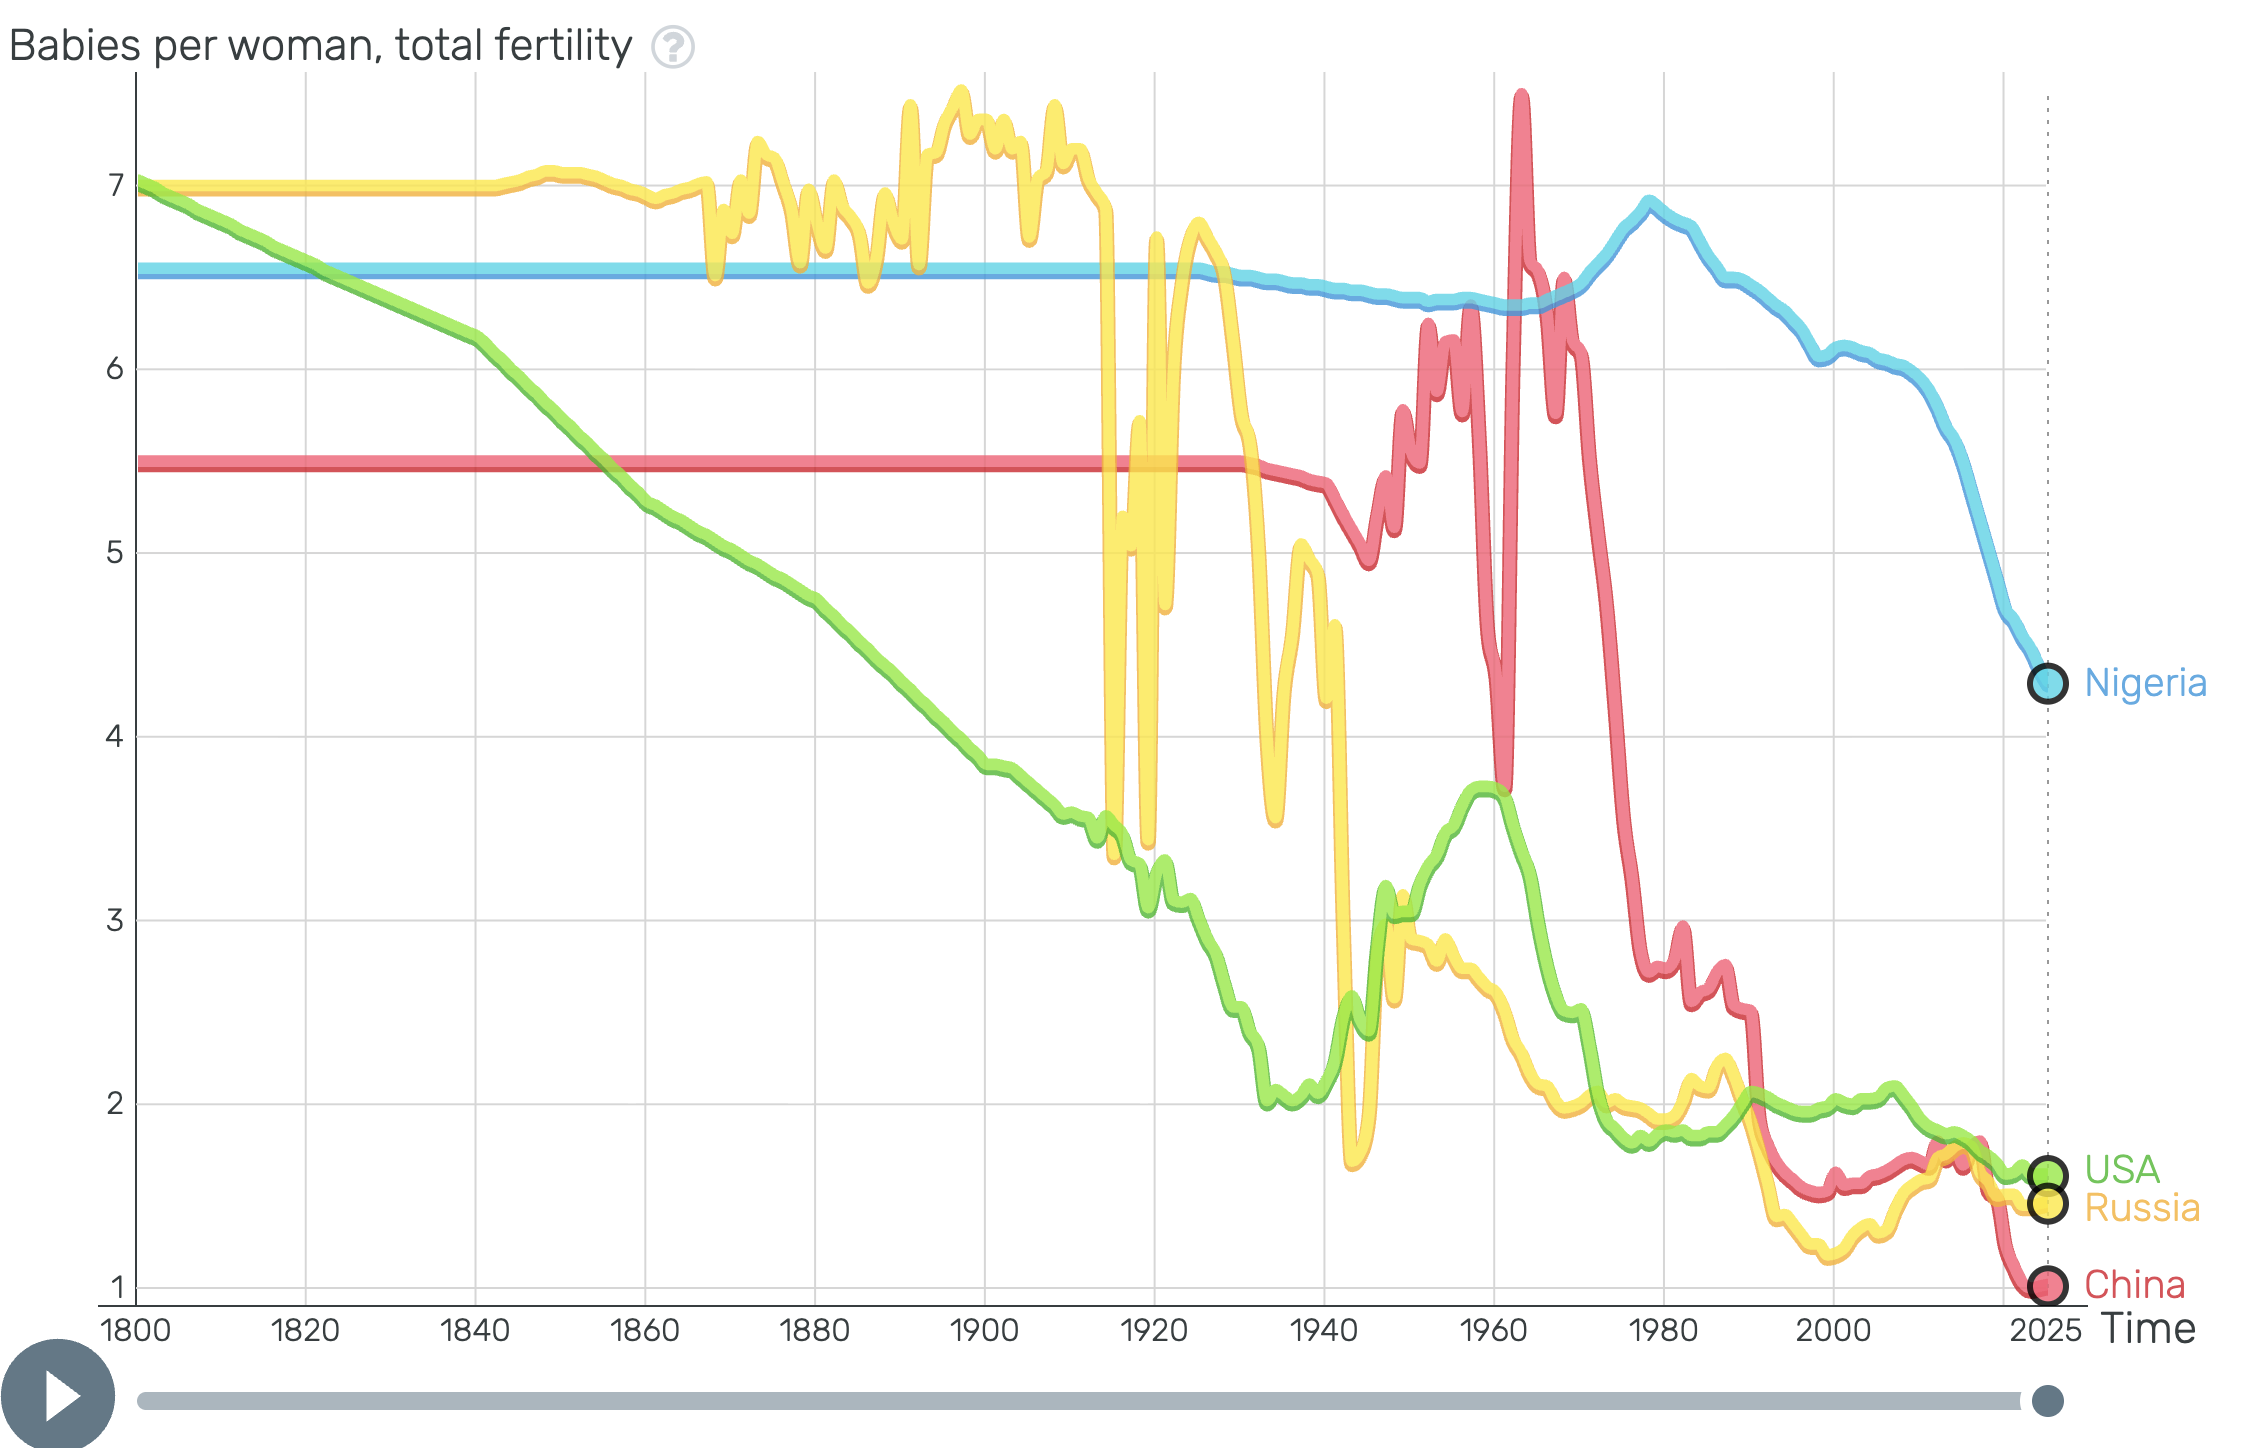 Babies per woman, total fertility ?
7
6
5
4
3
2
1
Nigeria
USA
Russia
China
1800 1820 1840 1860 1880 1900 1920 1940 1960 1980 2000 2025 Time